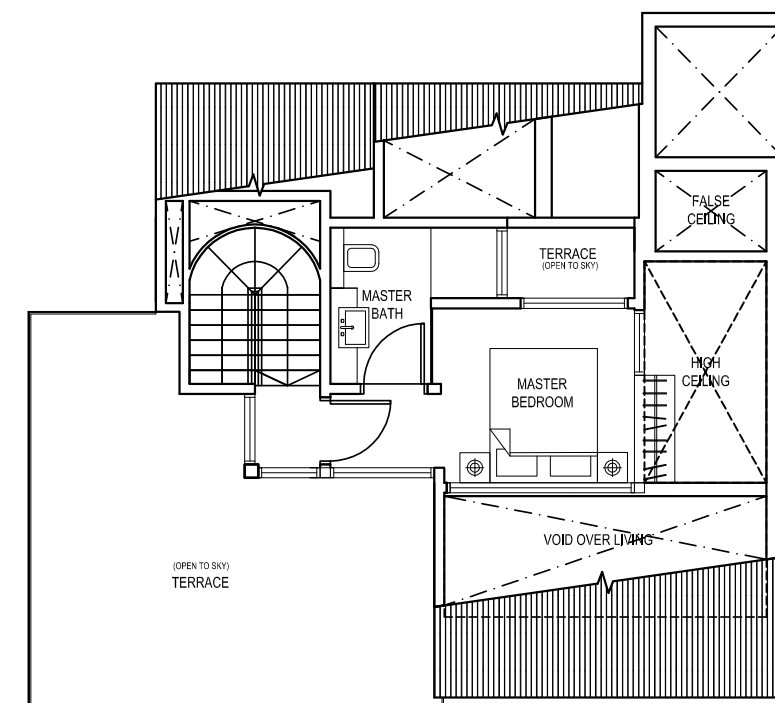 FALSE
CEILING
TERRACE
(OPEN TO SKY)
MASTER
BATH
HIGH
CEILING
MASTER
BEDROOM
VOID OVER LIVING
(OPEN TO SKY)
TERRACE